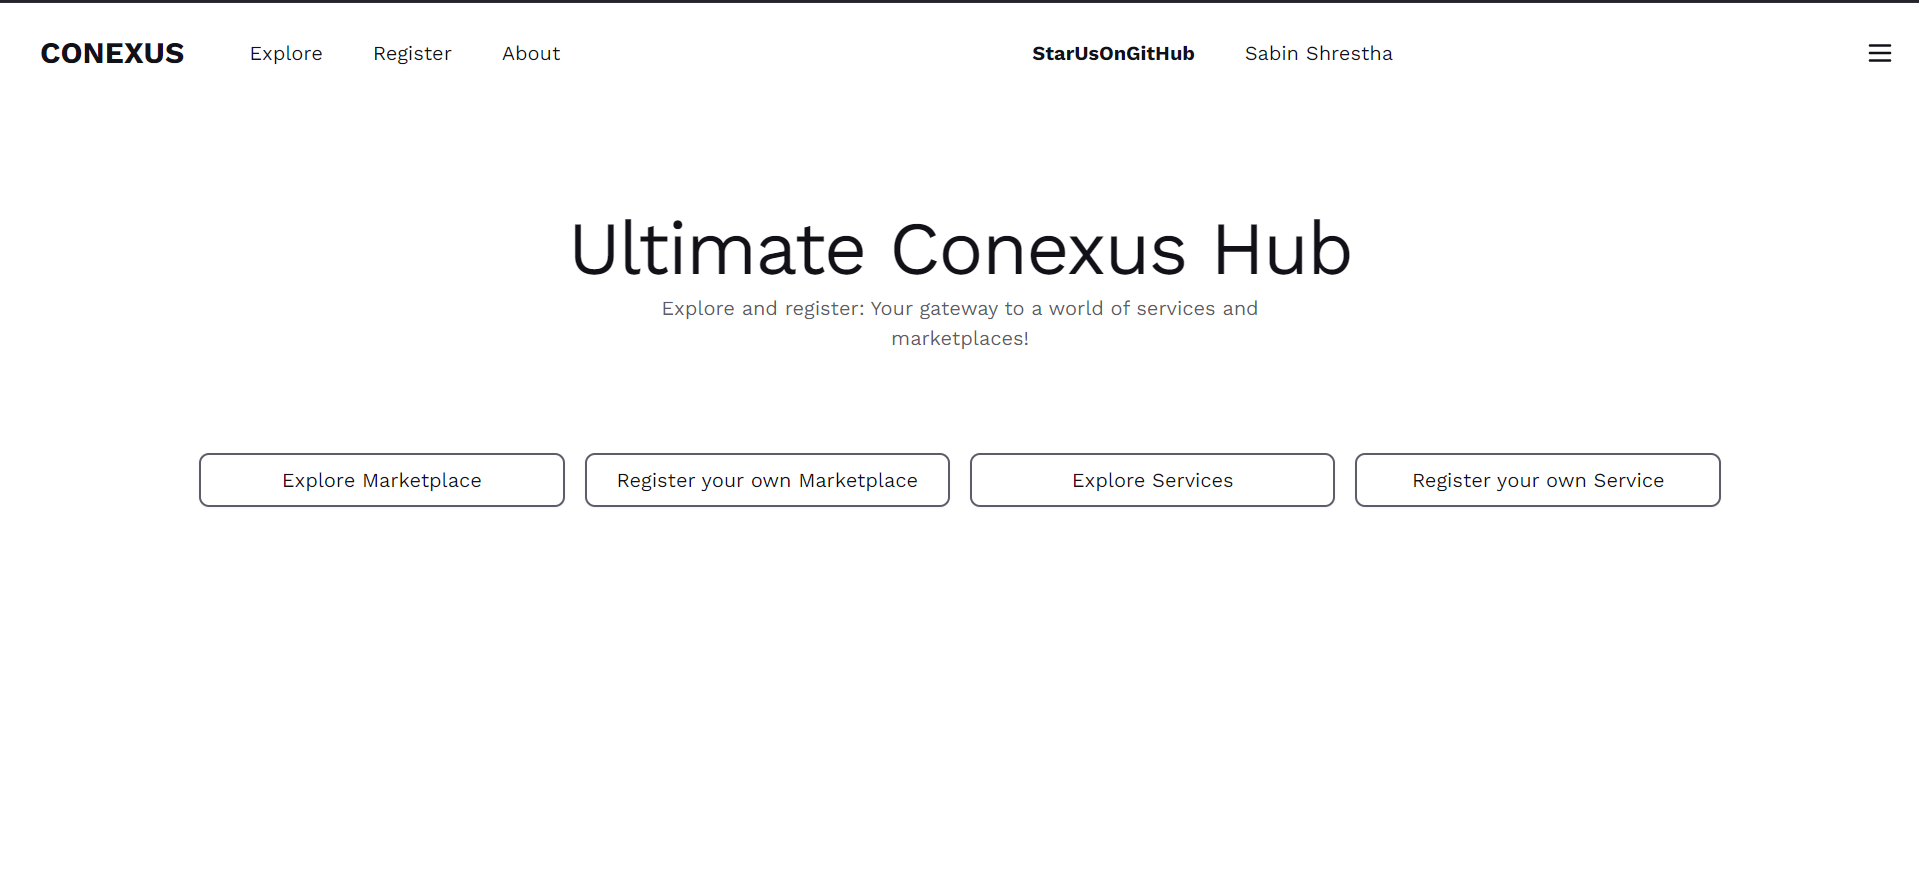 CONEXUS Explore Register About StarUsOnGitHub Sabin Shrestha
Ultimate Conexus Hub
Explore and register: Your gateway to a world of services and
marketplaces!
Explore Marketplace Register your own Marketplace Explore Services Register your own Service